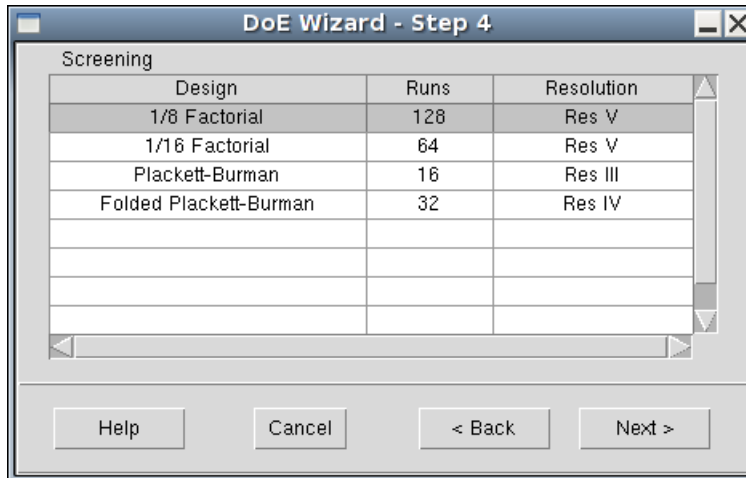 DoE Wizard - Step 4
Screening
Design Runs Resolution
1/8 Factorial 128 Res V
1/16 Factorial 64 Res V
Plackett-Burman 16 Res III
Folded Plackett-Burman 32 Res IV
Help Cancel < Back Next >